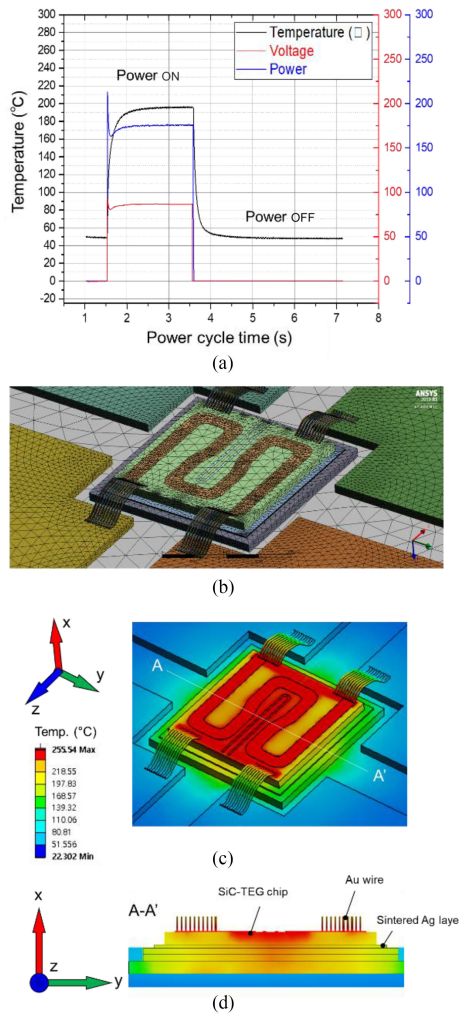 (a)
300
280
260
240
220
200
180
160
140
120
100
80
60
40
20
0
-20
Temperature (°C)
Temperature (□)
Voltage
Power
Power ON
Power OFF
300
250
200
150
100
50
0
300
250
200
150
100
50
0
1 2 3 4 5 6 7 8
Power cycle time (s)
(a)
ANSYS
(b)
x
y
z
Temp. (°C)
255.54 Max
218.55
197.83
168.57
139.32
110.06
80.81
51.556
22.302 Min
A
A'
(c)
x
z
y
A-A'
SiC-TEG chip
Au wire
Sintered Ag laye
(d)